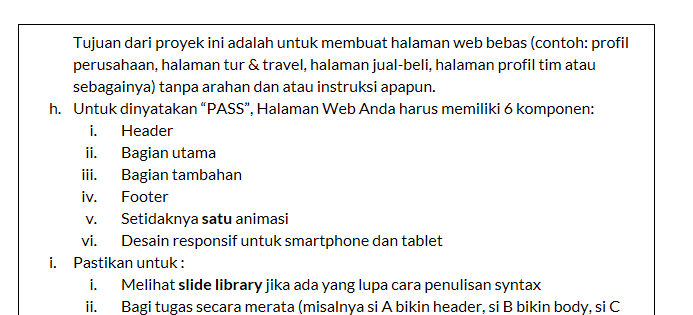 Tujuan dari proyek ini adalah untuk membuat halaman web bebas (contoh: profil
perusahaan, halaman tur & travel, halaman jual-beli, halaman profil tim atau
sebagainya) tanpa arahan dan atau instruksi apapun.
h. Untuk dinyatakan “PASS”, Halaman Web Anda harus memiliki 6 komponen:
i. Header
ii. Bagian utama
iii. Bagian tambahan
iv. Footer
v. Setidaknya satu animasi
vi. Desain responsif untuk smartphone dan tablet
i. Pastikan untuk :
i. Melihat slide library jika ada yang lupa cara penulisan syntax
ii. Bagi tugas secara merata (misalnya si A bikin header, si B bikin body, si C